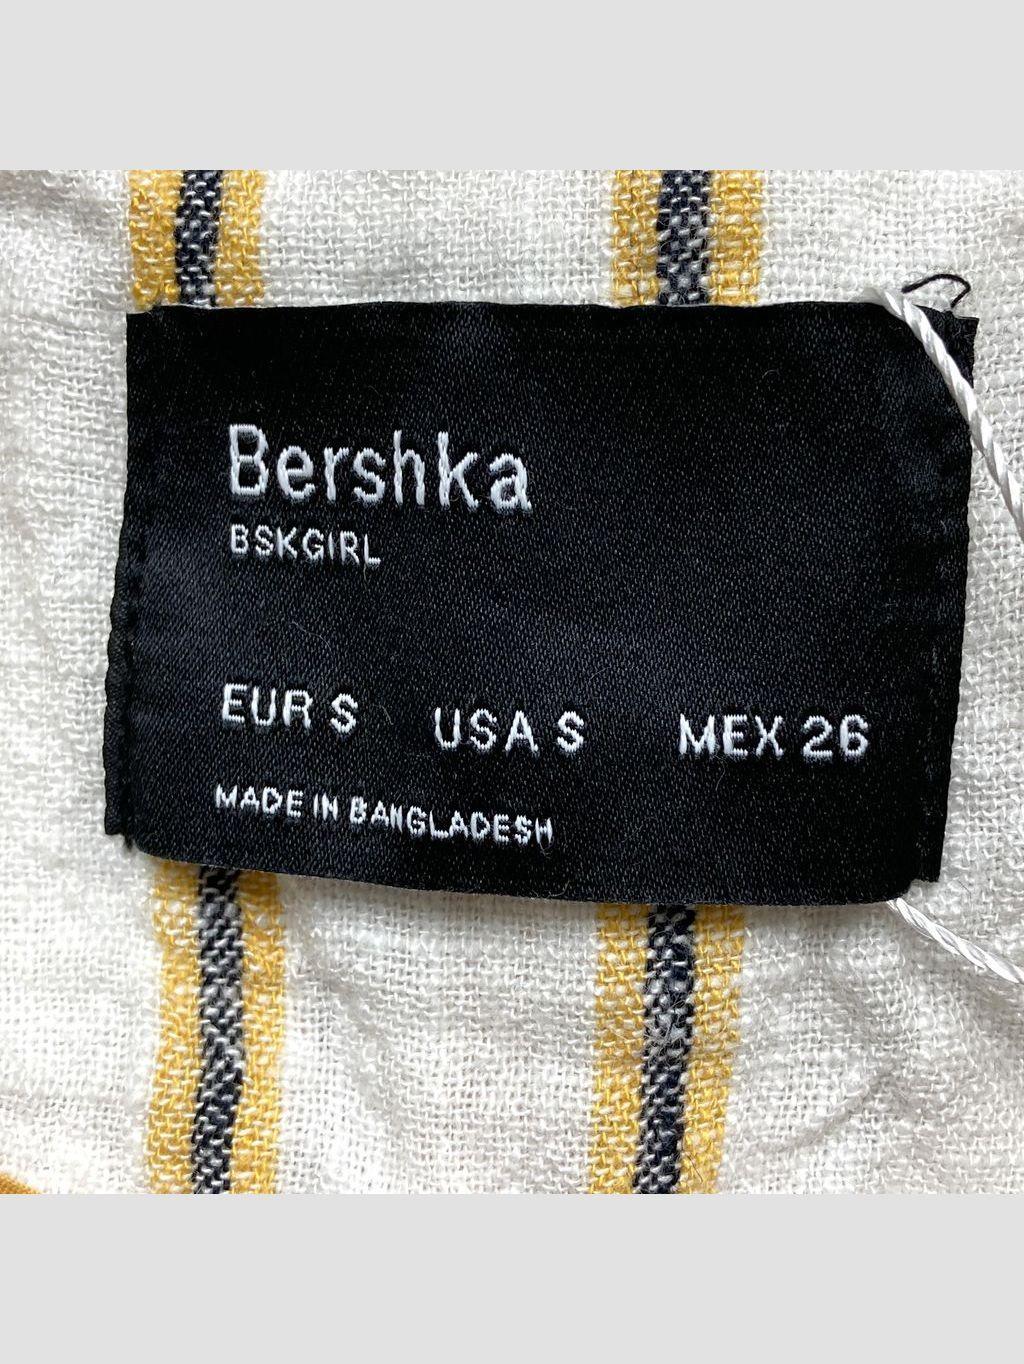 Bershka
BSKGIRL
EUR S USA S MEX 26
MADE IN BANGLADESH